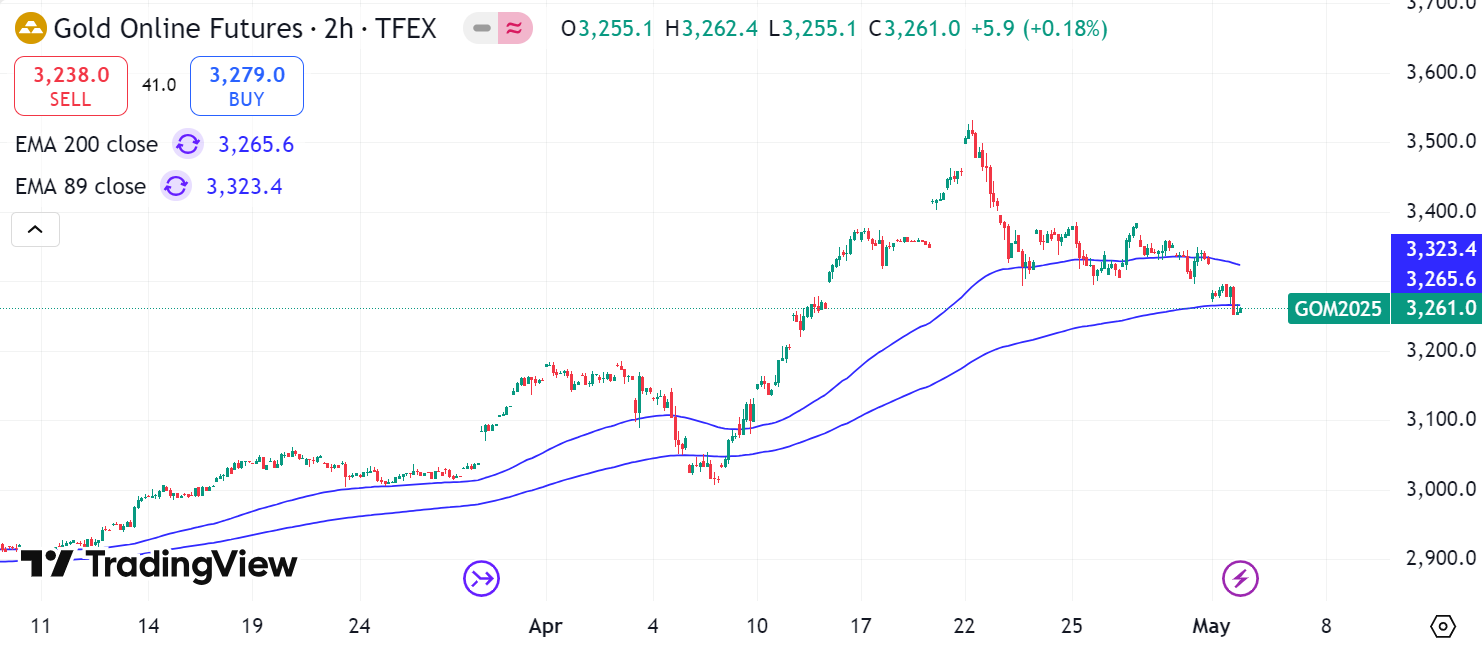 Gold Online Futures · 2h · TFEX
O3,255.1 H3,262.4 L3,255.1 C3,261.0 +5.9 (+0.18%)
3,238.0
SELL
41.0
3,279.0
BUY
EMA 200 close 3,265.6
EMA 89 close 3,323.4
3,700.0
3,600.0
3,500.0
3,400.0
3,323.4
3,265.6
GOM2025 3,261.0
3,200.0
3,100.0
3,000.0
2,900.0
TradingView
11 14 19 24 Apr 4 10 17 22 25 May 8